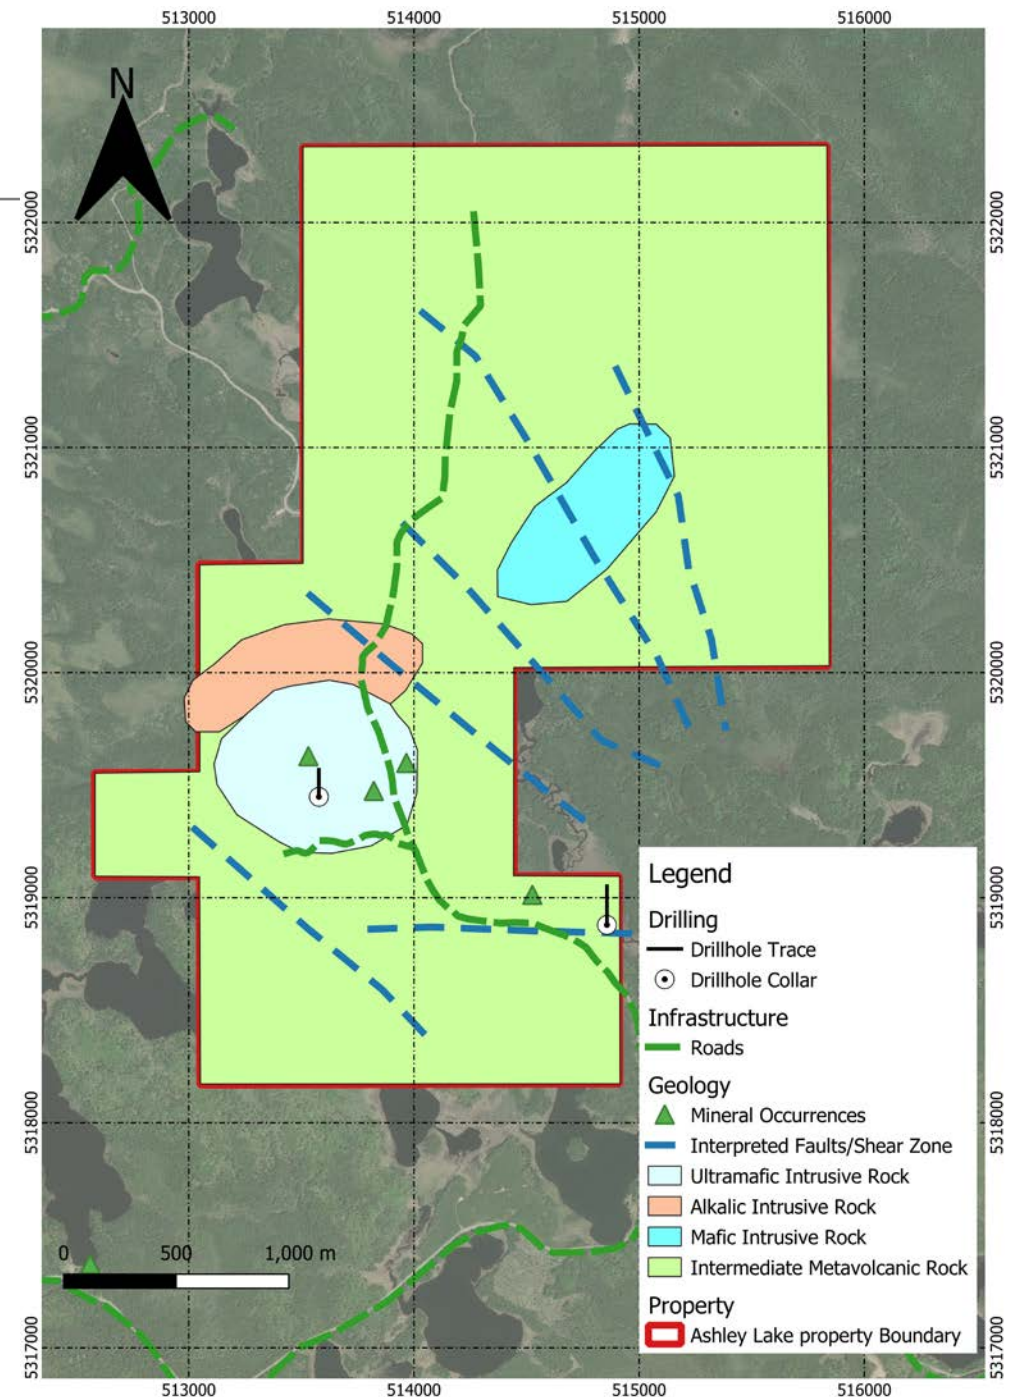 513000 514000 515000 516000
N
5322000 5322000
5321000 5321000
5320000 5320000
5319000 5319000
Legend
Drilling
Drillhole Trace
Drillhole Collar
Infrastructure
Roads
Geology
Mineral Occurrences
5318000 5318000
Interpreted Faults/Shear Zone
Ultramafic Intrusive Rock
Alkalic Intrusive Rock
Mafic Intrusive Rock
Intermediate Metavolcanic Rock
0 500 1,000 m
Property
Ashley Lake property Boundary
5317000 5317000
513000 514000 515000 516000